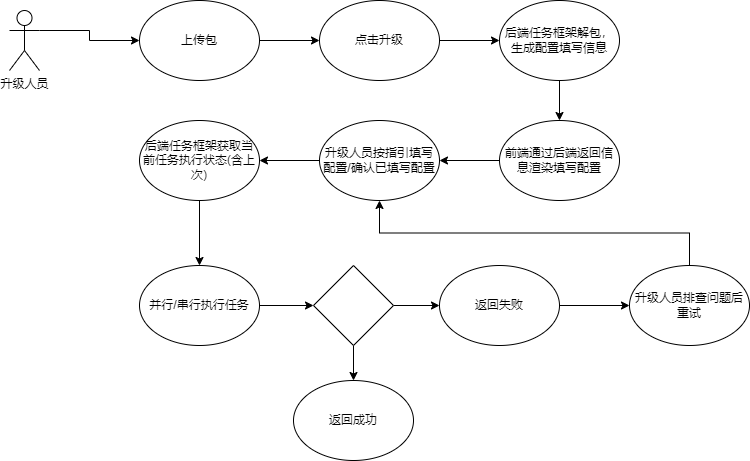 升级人员
上传包
点击升级
后端任务框架解包,
生成配置填写信息
后端任务框架获取当
前任务执行状态(含上
次)
升级人员按指引填写
配置/确认已填写配置
前端通过后端返回信
息渲染填写配置
并行/串行执行任务
返回失败
升级人员排查问题后
重试
返回成功